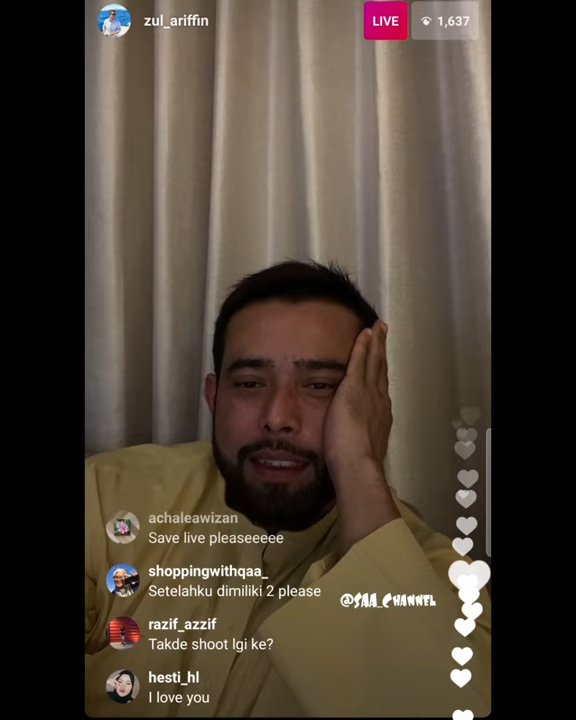 zul_ariffin
LIVE 1,637
achaleawizan
Save live pleaseeeee
shoppingwithqaa_
Setelahku dimiliki 2 please
@SAA_CHANNEL
razif_azzif
Takde shoot lgi ke?
hesti_hl
I love you